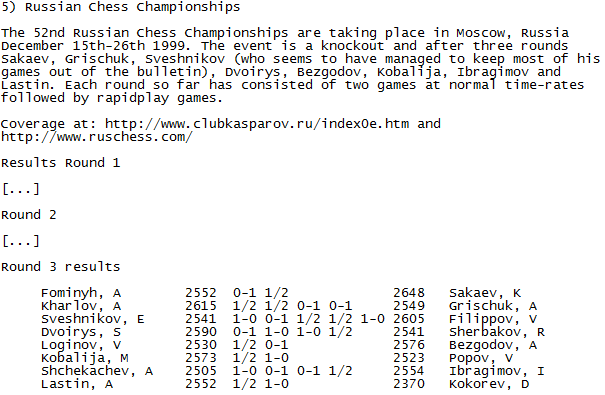 5) Russian Chess Championships
The 52nd Russian Chess Championships are taking place in Moscow, Russia
December 15th-26th 1999. The event is a knockout and after three rounds
Sakaev, Grischuk, Sveshnikov (who seems to have managed to keep most of his
games out of the bulletin), Dvoirys, Bezgodov, Kobalija, Ibragimov and
Lastin. Each round so far has consisted of two games at normal time-rates
followed by rapidplay games.
Coverage at: http://www.clubkasparov.ru/index0e.htm and
http://www.ruschess.com/
Results Round 1
[...]
Round 2
[...]
Round 3 results
Fominyh, A 2552 0-1 1/2 2648 Sakaev, K
Kharlov, A 2615 1/2 1/2 0-1 0-1 2549 Grischuk, A
Sveshnikov, E 2541 1-0 0-1 1/2 1/2 1-0 2605 Filippov, V
Dvoirys, S 2590 0-1 1-0 1-0 1/2 2541 Sherbakov, R
Loginov, V 2530 1/2 0-1 2576 Bezgodov, A
Kobalija, M 2573 1/2 1-0 2523 Popov, V
Shchekachev, A 2505 1-0 0-1 0-1 1/2 2554 Ibragimov, I
Lastin, A 2552 1/2 1-0 2370 Kokorev, D